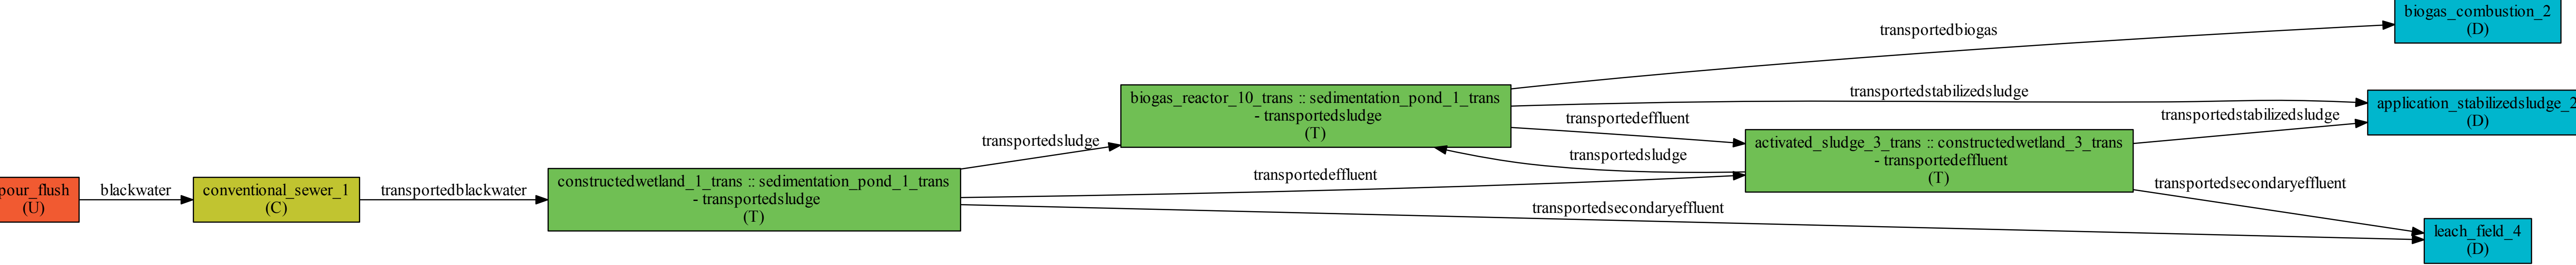 pour_flush
(U)
blackwater
conventional_sewer_1
(C)
transportedblackwater
constructedwetland_1_trans :: sedimentation_pond_1_trans
- transportedsludge
(T)
transportedsludge
transportedeffluent
transportedsecondaryeffluent
biogas_reactor_10_trans :: sedimentation_pond_1_trans
- transportedsludge
(T)
transportedbiogas
transportedstabilizedsludge
transportedeffluent
transportedsludge
activated_sludge_3_trans :: constructedwetland_3_trans
- transportedeffluent
(T)
transportedstabilizedsludge
transportedsecondaryeffluent
biogas_combustion_2
(D)
application_stabilizedsludge_2
(D)
leach_field_4
(D)